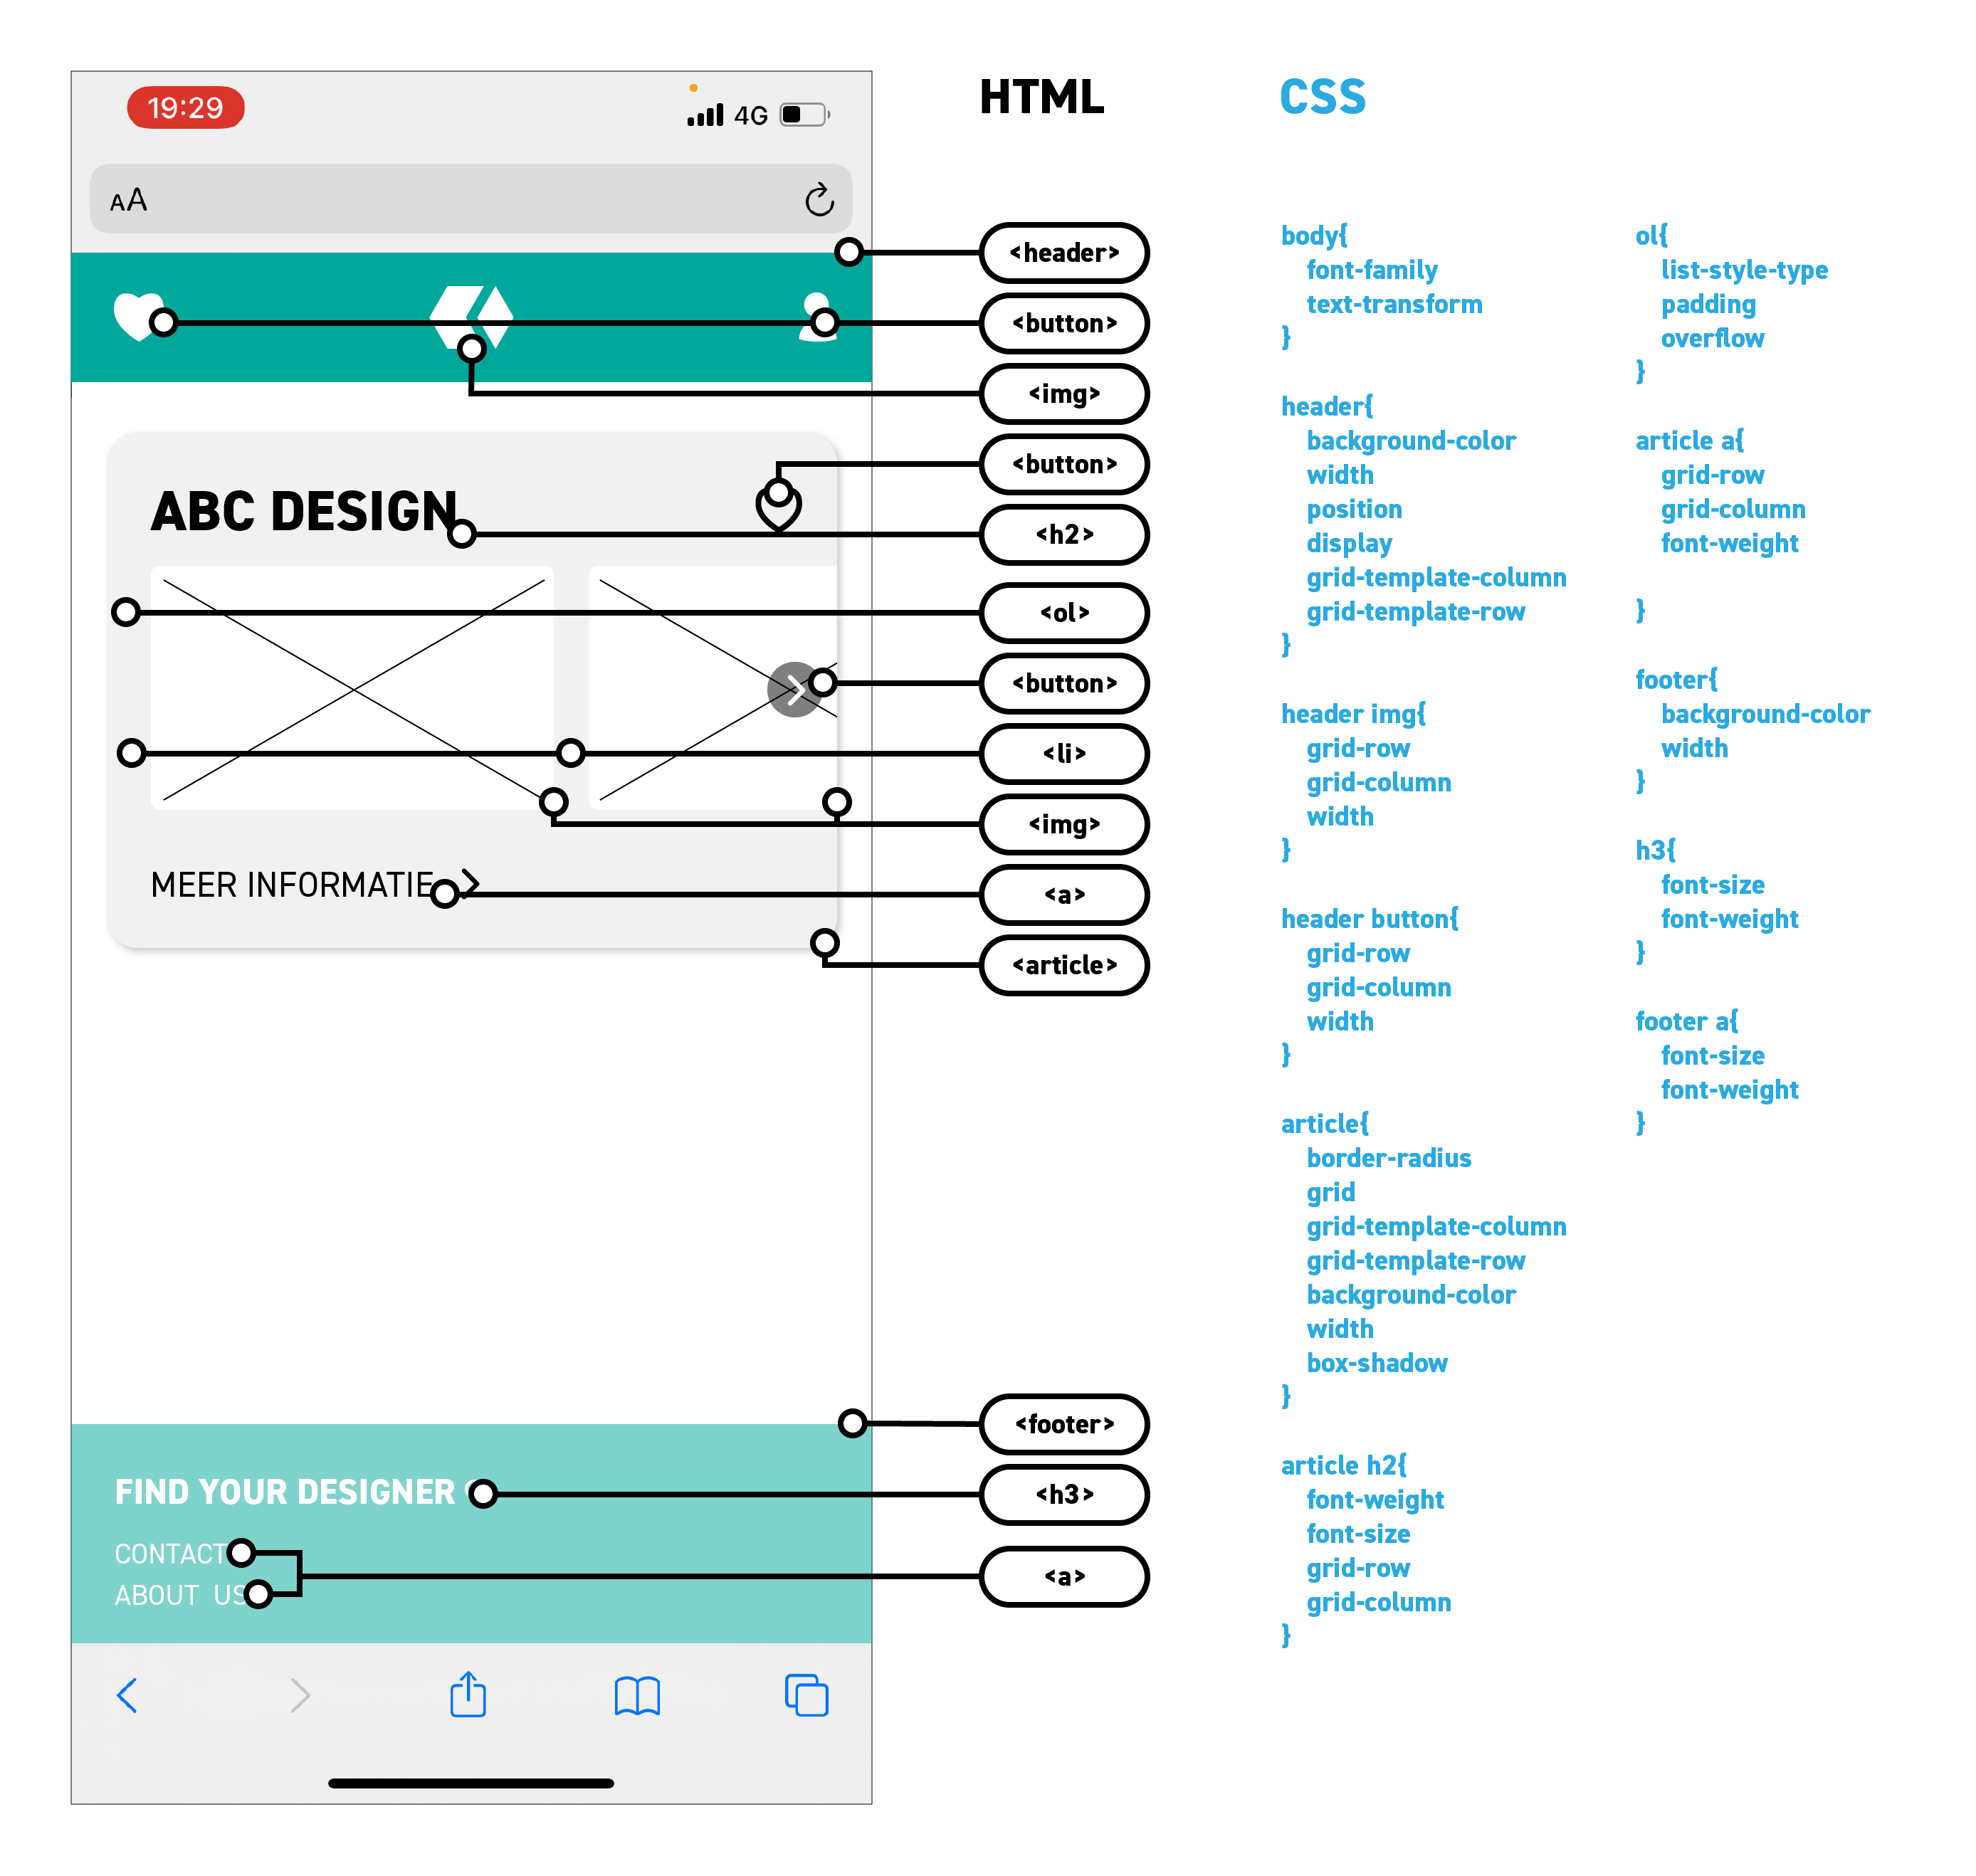 19:29
4G
AA
ABC DESIGN
MEER INFORMATIE
FIND YOUR DESIGNER
CONTACT
ABOUT US
HTML
<header>
<button>
<img>
<button>
<h2>
<ol>
<button>
<li>
<img>
<a>
<article>
<footer>
<h3>
<a>
CSS
body{
font-family
text-transform
}
header{
background-color
width
position
display
grid-template-column
grid-template-row
}
header img{
grid-row
grid-column
width
}
header button{
grid-row
grid-column
width
}
article{
border-radius
grid
grid-template-column
grid-template-row
background-color
width
box-shadow
}
article h2{
font-weight
font-size
grid-row
grid-column
}
ol{
list-style-type
padding
overflow
}
article a{
grid-row
grid-column
font-weight
}
footer{
background-color
width
}
h3{
font-size
font-weight
}
footer a{
font-size
font-weight
}